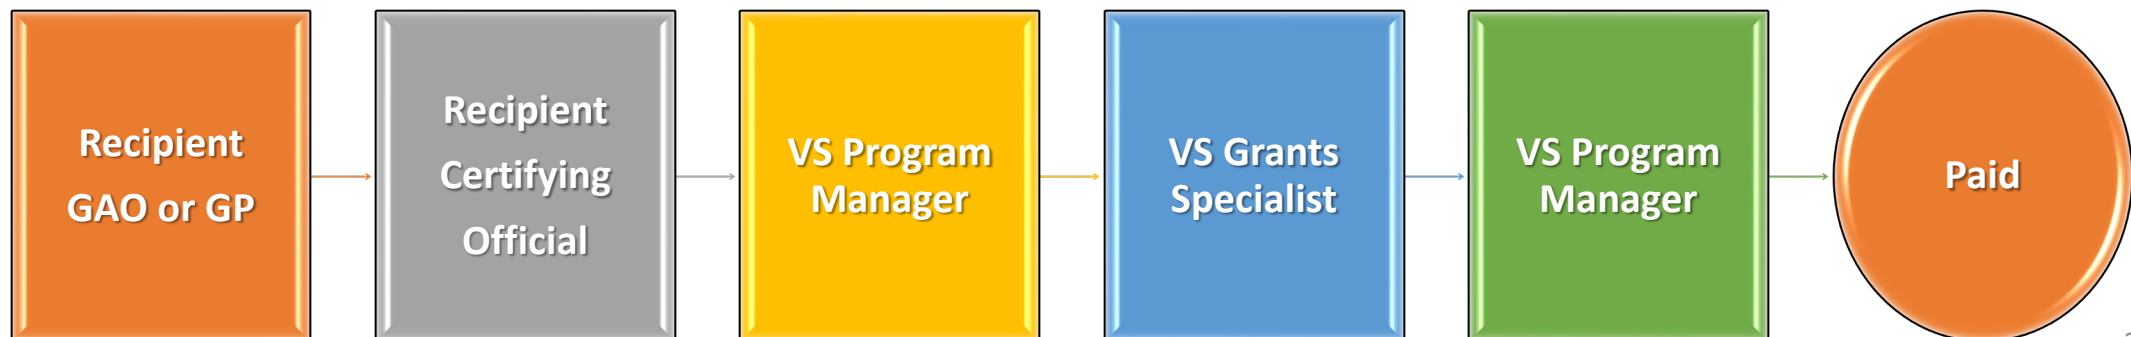 Recipient
GAO or GP
Recipient
Certifying
Official
VS Program
Manager
VS Grants
Specialist
VS Program
Manager
Paid